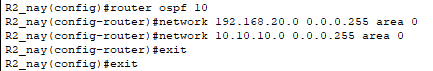 R2_nay(config)#router ospf 10
R2_nay(config-router)#network 192.168.20.0 0.0.0.255 area 0
R2_nay(config-router)#network 10.10.10.0 0.0.0.255 area 0
R2_nay(config-router)#exit
R2_nay(config)#exit